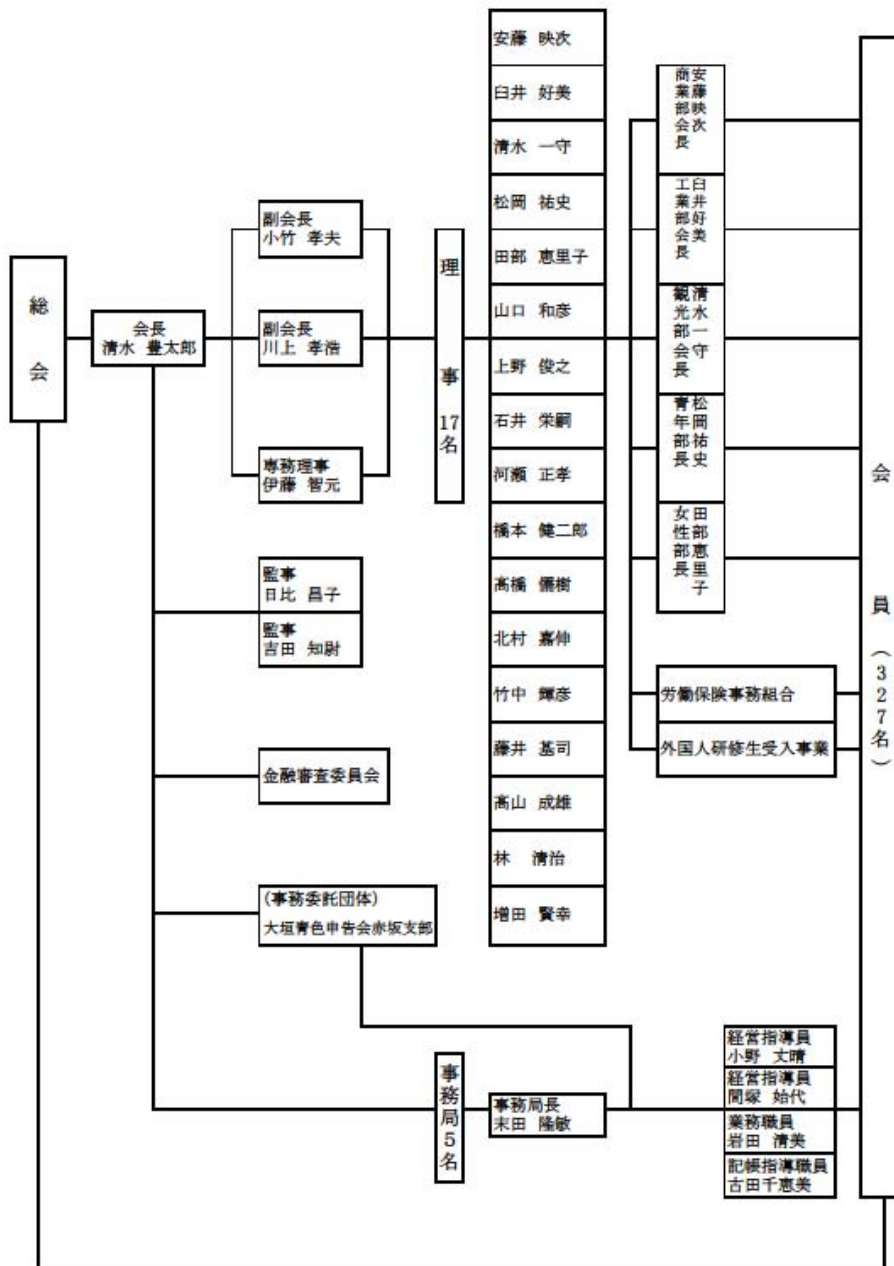 総会
会長
清水 豊太郎
副会長
小竹 孝夫
副会長
川上 孝浩
専務理事
伊藤 智元
監事
日比 昌子
監事
吉田 知尉
金融審査委員会
(事務委託団体)
大垣青色申告会赤坂支部
理事 17名
安藤 映次
臼井 好美
清水 一守
松岡 祐史
田部 恵里子
山口 和彦
上野 俊之
石井 栄嗣
河瀬 正孝
橋本 健二郎
高橋 儷樹
北村 嘉伸
竹中 輝彦
藤井 基司
高山 成雄
林 清治
増田 賢幸
商業部会長
安藤映次
工業部会長
臼井好美
観光部会長
清水一守
青年部長
松岡祐史
女性部長
田部恵里子
労働保険事務組合
外国人研修生受入事業
事務局5名
事務局長
末田 隆敏
経営指導員
小野 文晴
経営指導員
間塚 始代
業務職員
岩田 清美
記帳指導職員
古田千恵美
会員(327名)